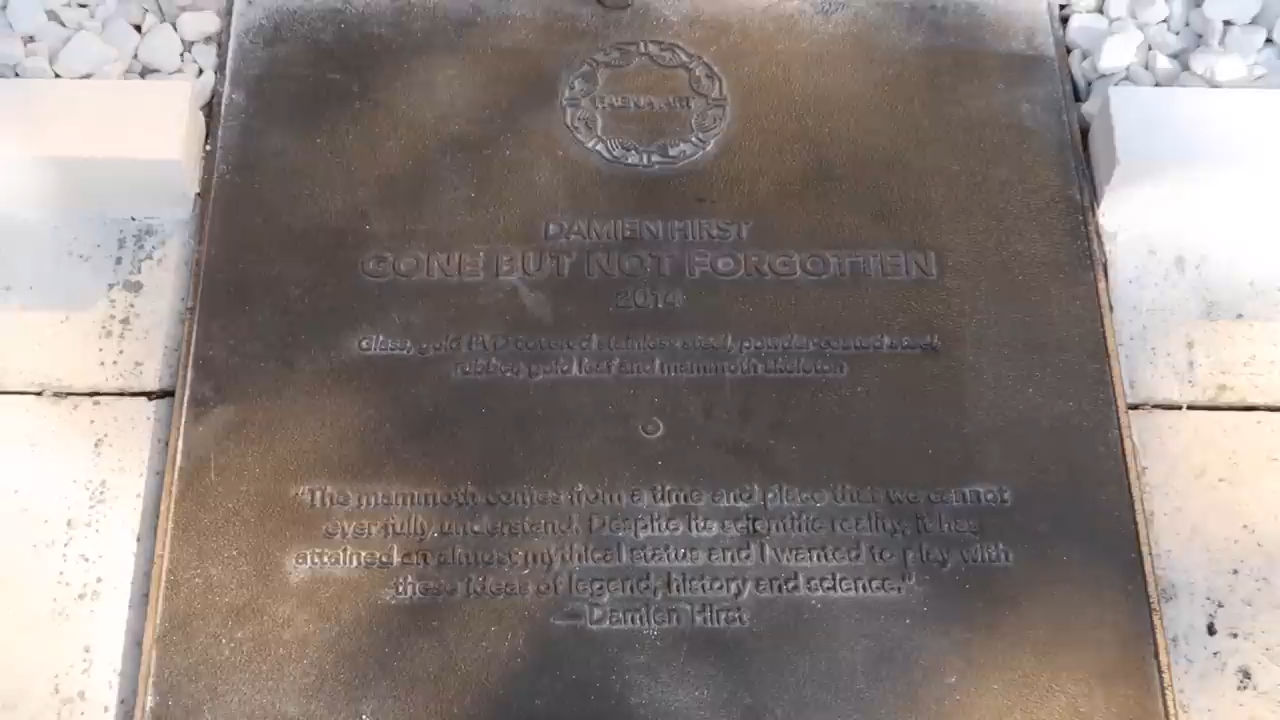 FAENA ART
DAMIEN HIRST
GONE BUT NOT FORGOTTEN
2014
Glass, gold PVD covered stainless steel, powder coated steel,
rubber, gold leaf and mammoth skeleton
“The mammoth comes from a time and place that we cannot
ever fully understand. Despite its scientific reality, it has
attained an almost mythical status and I wanted to play with
these ideas of legend, history and science.”
—Damien Hirst